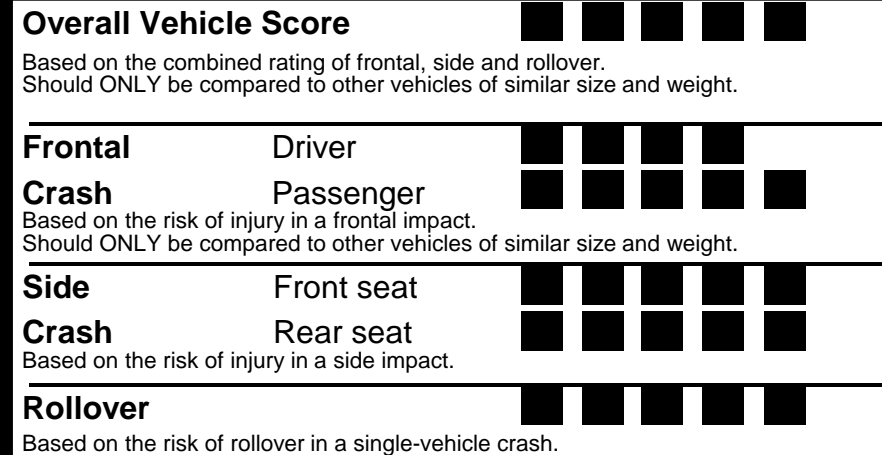 Overall Vehicle Score
Based on the combined rating of frontal, side and rollover.
Should ONLY be compared to other vehicles of similar size and weight.
Frontal Driver
Crash Passenger
Based on the risk of injury in a frontal impact.
Should ONLY be compared to other vehicles of similar size and weight.
Side Front seat
Crash Rear seat
Based on the risk of injury in a side impact.
Rollover
Based on the risk of rollover in a single-vehicle crash.